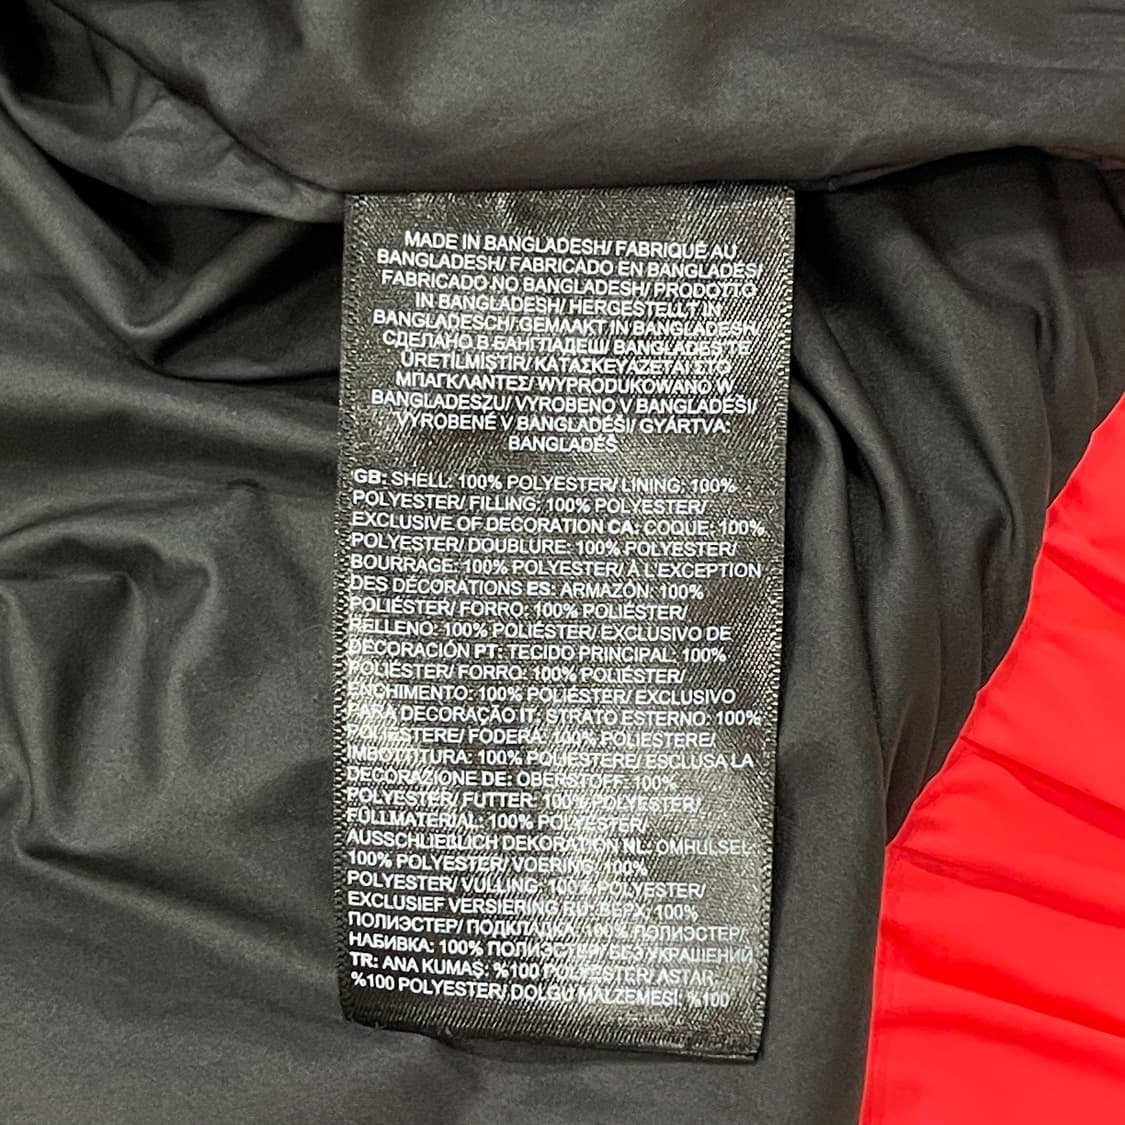 MADE IN BANGLADESH/ FABRIQUÉ AU
BANGLADESH/ FABRICADO EN BANGLADÉS/
FABRICADO NO BANGLADESH/ PRODOTTO
IN BANGLADESH/ HERGESTELLT IN
BANGLADESCH/ GEMAAKT IN BANGLADESH/
СДЕЛАНО В БАНГЛАДЕШ/ BANGLADEŞ'TE
ÜRETİLMİŞTİR/ ΚΑΤΑΣΚΕΥΑΖΕΤΑΙ ΣΤΟ
ΜΠΑΓΚΛΑΝΤΕΣ/ WYPRODUKOWANO W
BANGLADESZU/ VYROBENO V BANGLADÉŠI/
VYROBENÉ V BANGLADÉŠI/ GYÁRTVA:
BANGLADÉŠ
GB: SHELL: 100% POLYESTER/ LINING: 100%
POLYESTER/ FILLING: 100% POLYESTER/
EXCLUSIVE OF DECORATION CA: COQUE: 100%
POLYESTER/ DOUBLURE: 100% POLYESTER/
BOURRAGE: 100% POLYESTER/ À L'EXCEPTION
DES DÉCORATIONS ES: ARMAZÓN: 100%
POLIÉSTER/ FORRO: 100% POLIÉSTER/
RELLENO: 100% POLIÉSTER/ EXCLUSIVO DE
DECORACIÓN PT: TECIDO PRINCIPAL: 100%
POLIÉSTER/ FORRO: 100% POLIÉSTER/
ENCHIMENTO: 100% POLIÉSTER/ EXCLUSIVO
PARA DECORAÇÃO IT: STRATO ESTERNO: 100%
POLIESTERE/ FODERA: 100% POLIESTERE/
IMBOTTITURA: 100% POLIESTERE/ ESCLUSA LA
DECORAZIONE DE: OBERSTOFF: 100%
POLYESTER/ FUTTER: 100% POLYESTER/
FÜLLMATERIAL: 100% POLYESTER/
AUSSCHLIEßLICH DEKORATION NL: OMHULSEL:
100% POLYESTER/ VOERING: 100%
POLYESTER/ VULLING: 100% POLYESTER/
EXCLUSIEF VERSIERING RU: ВЕРХ: 100%
ПОЛИЭСТЕР/ ПОДКЛАДКА: 100% ПОЛИЭСТЕР/
НАБИВКА: 100% ПОЛИЭСТЕР/ БЕЗ УКРАШЕНИЙ
TR: ANA KUMAŞ: %100 POLYESTER/ ASTAR:
%100 POLYESTER/ DOLGU MALZEMESİ: %100